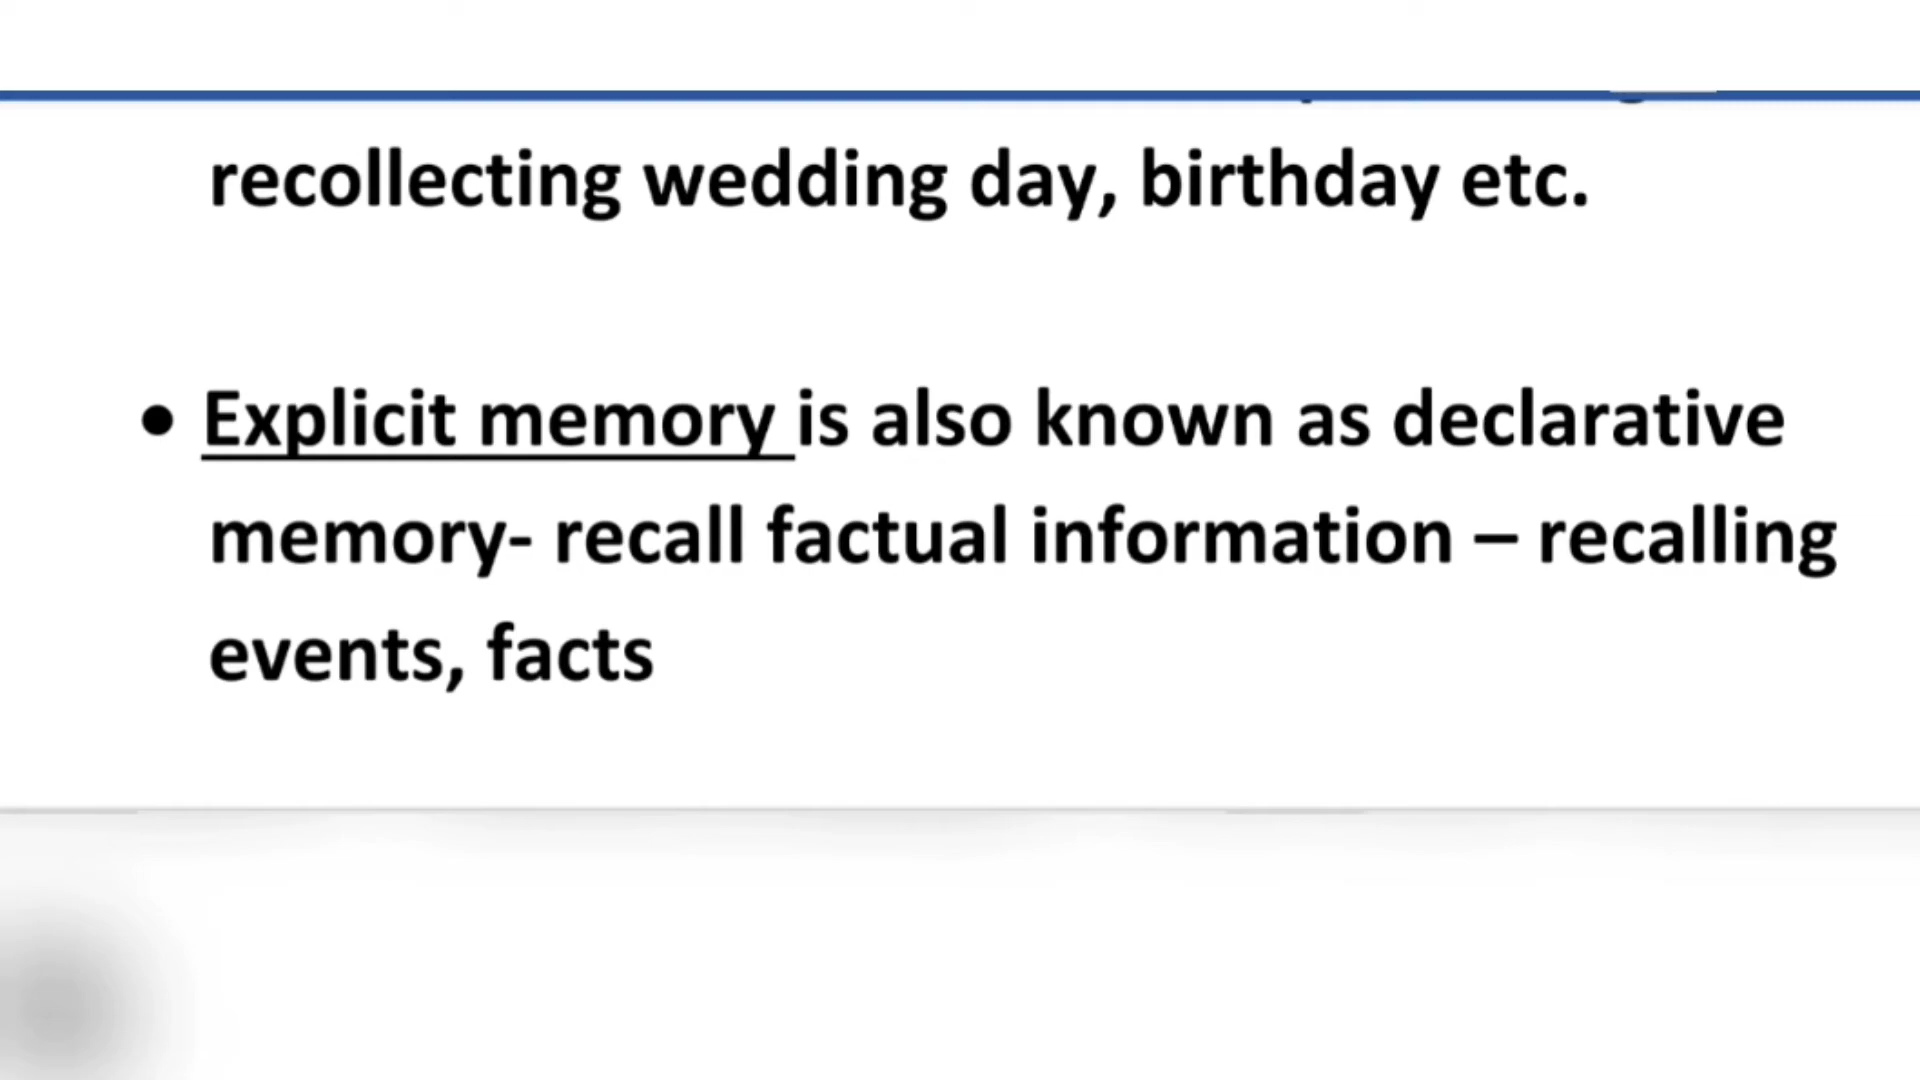 recollecting wedding day, birthday etc.
• Explicit memory is also known as declarative
memory- recall factual information – recalling
events, facts